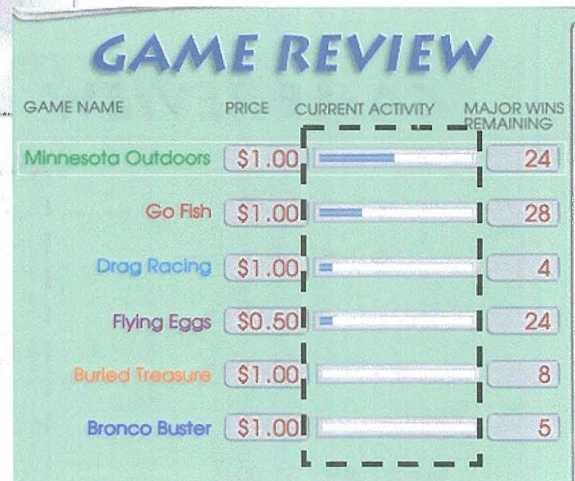 GAME REVIEW
GAME NAME PRICE CURRENT ACTIVITY MAJOR WINS REMAINING
Minnesota Outdoors $1.00 24
Go Fish $1.00 28
Drag Racing $1.00 4
Flying Eggs $0.50 24
Buried Treasure $1.00 8
Bronco Buster $1.00 5